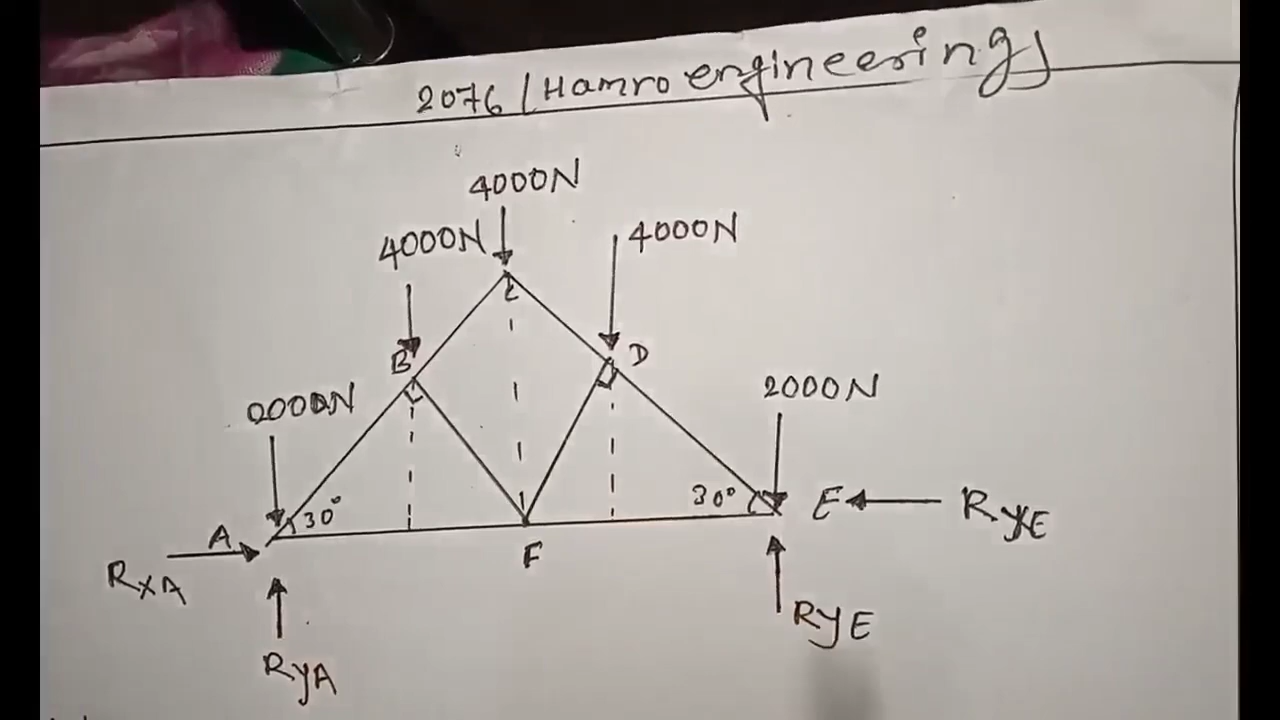 2076 / Hamro engineering
4000N
4000N
4000N
B
C
D
2000N
2000N
A
30°
30°
E
F
RXA
RYA
RYE